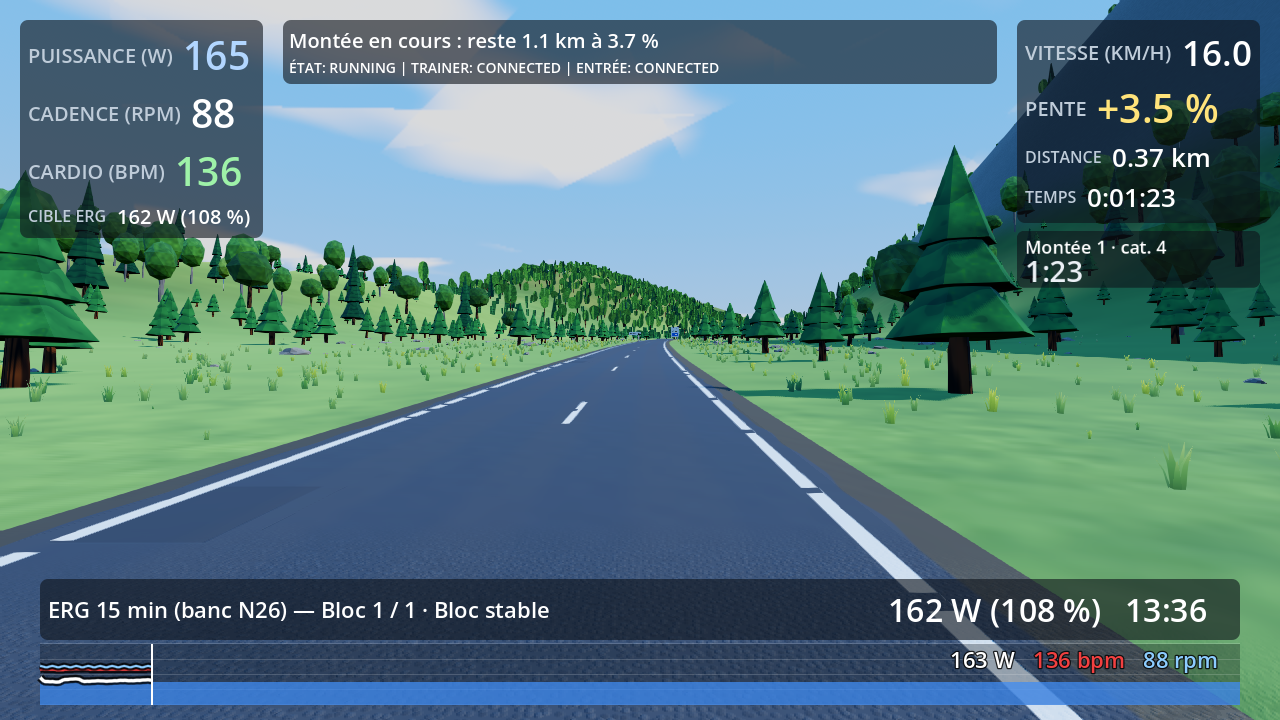 PUISSANCE (W) 165
CADENCE (RPM) 88
CARDIO (BPM) 136
CIBLE ERG 162 W (108 %)
Montée en cours : reste 1.1 km à 3.7 %
ÉTAT: RUNNING | TRAINER: CONNECTED | ENTRÉE: CONNECTED
VITESSE (KM/H) 16.0
PENTE +3.5 %
DISTANCE 0.37 km
TEMPS 0:01:23
Montée 1 · cat. 4
1:23
ERG 15 min (banc N26) — Bloc 1 / 1 · Bloc stable 162 W (108 %) 13:36
163 W 136 bpm 88 rpm